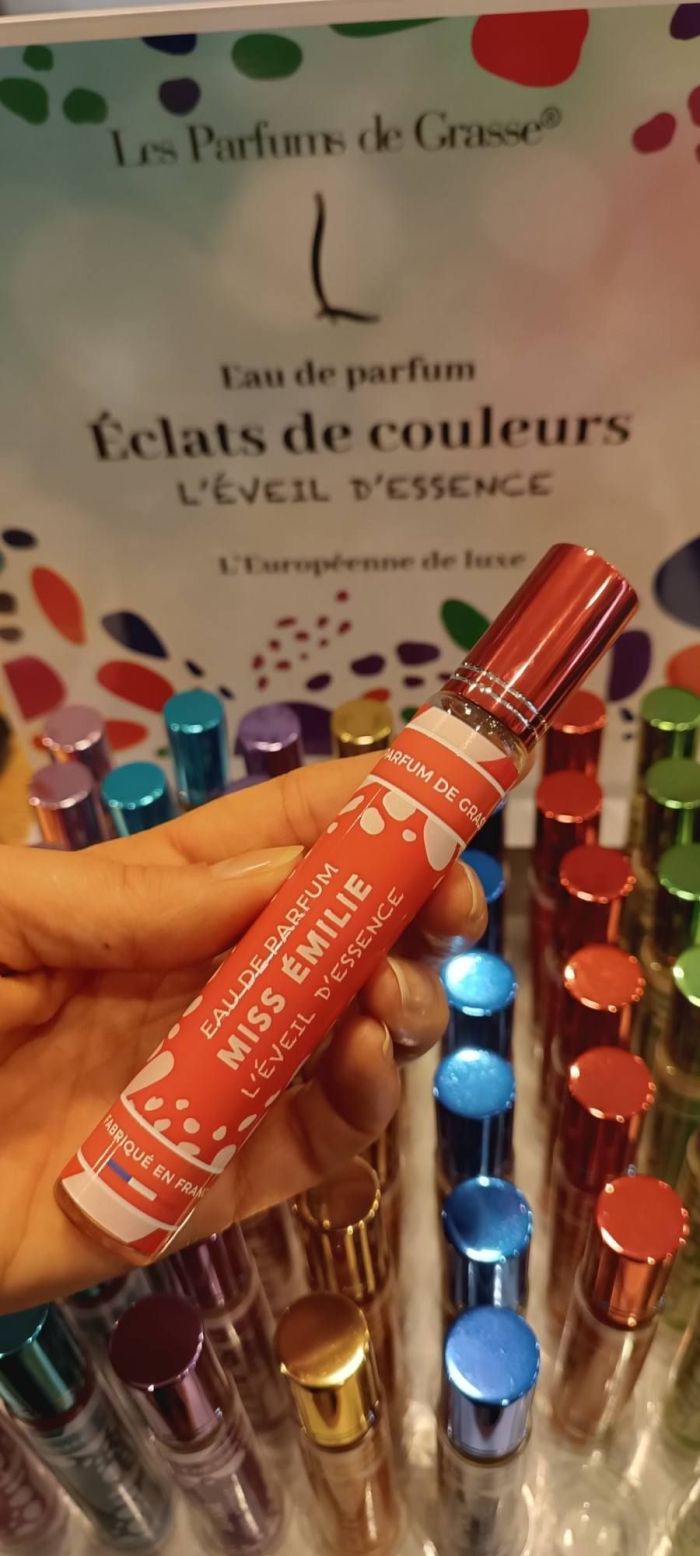 Les Parfums de Grasse®
L
Eau de parfum
Éclats de couleurs
L'ÉVEIL D'ESSENCE
L'Européenne de luxe
PARFUM DE GRAS
EAU DE PARFUM
MISS ÉMILIE
L'ÉVEIL D'ESSENCE
FABRIQUÉ EN FRANC